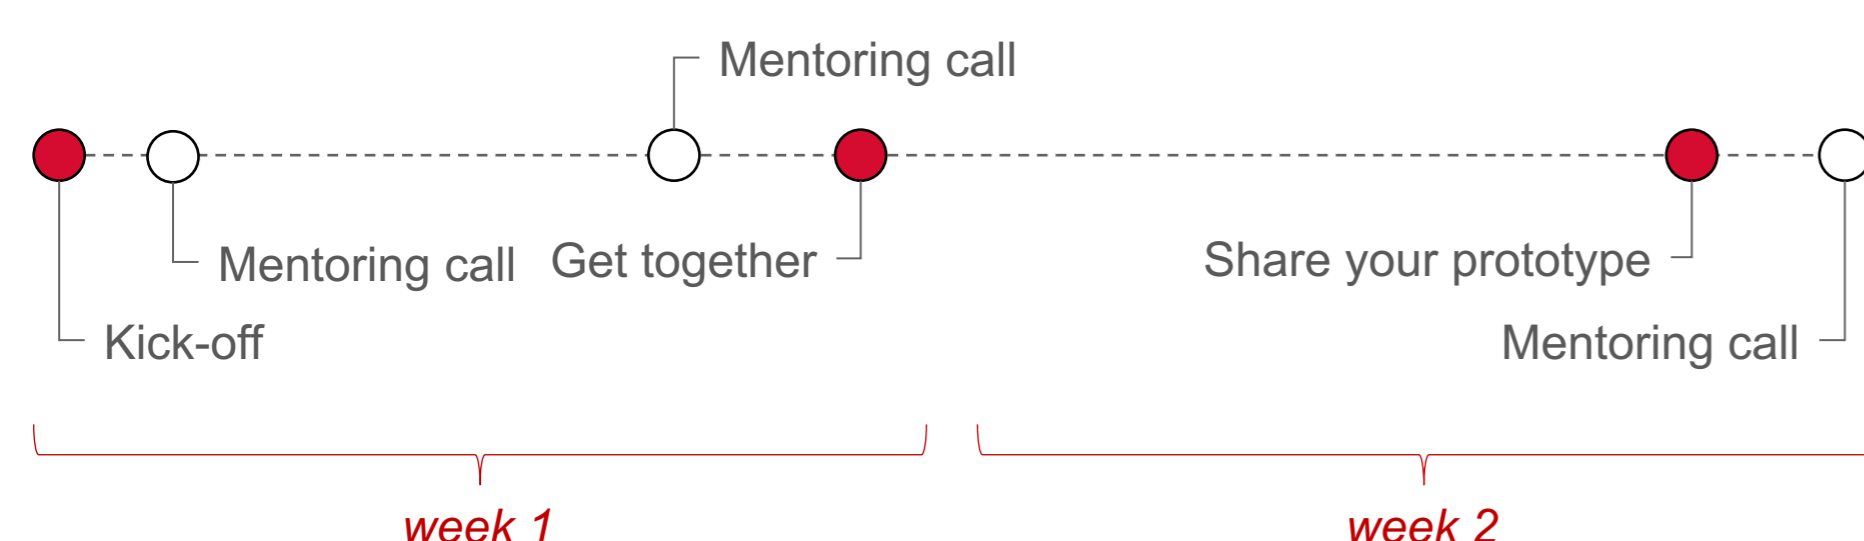 Mentoring call
Mentoring call
Get together
Share your prototype
Kick-off
Mentoring call
week 1
week 2